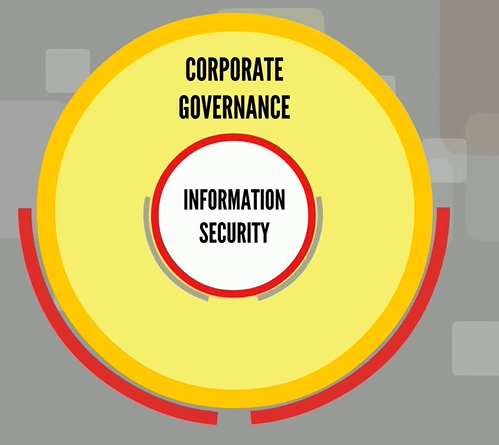 CORPORATE
GOVERNANCE
INFORMATION
SECURITY